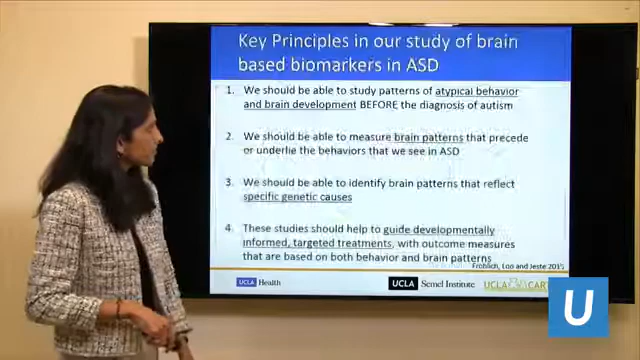 Key Principles in our study of brain
based biomarkers in ASD
1. We should be able to study patterns of atypical behavior
and brain development BEFORE the diagnosis of autism
2. We should be able to measure brain patterns that precede
or underlie the behaviors that we see in ASD
3. We should be able to identify brain patterns that reflect
specific genetic causes
4. These studies should help to guide developmentally
informed, targeted treatments, with outcome measures
that are based on both behavior and brain patterns
Frohlich, Loo and Jeste
UCLA Health
UCLA Semel Institute
UCLA CART
U